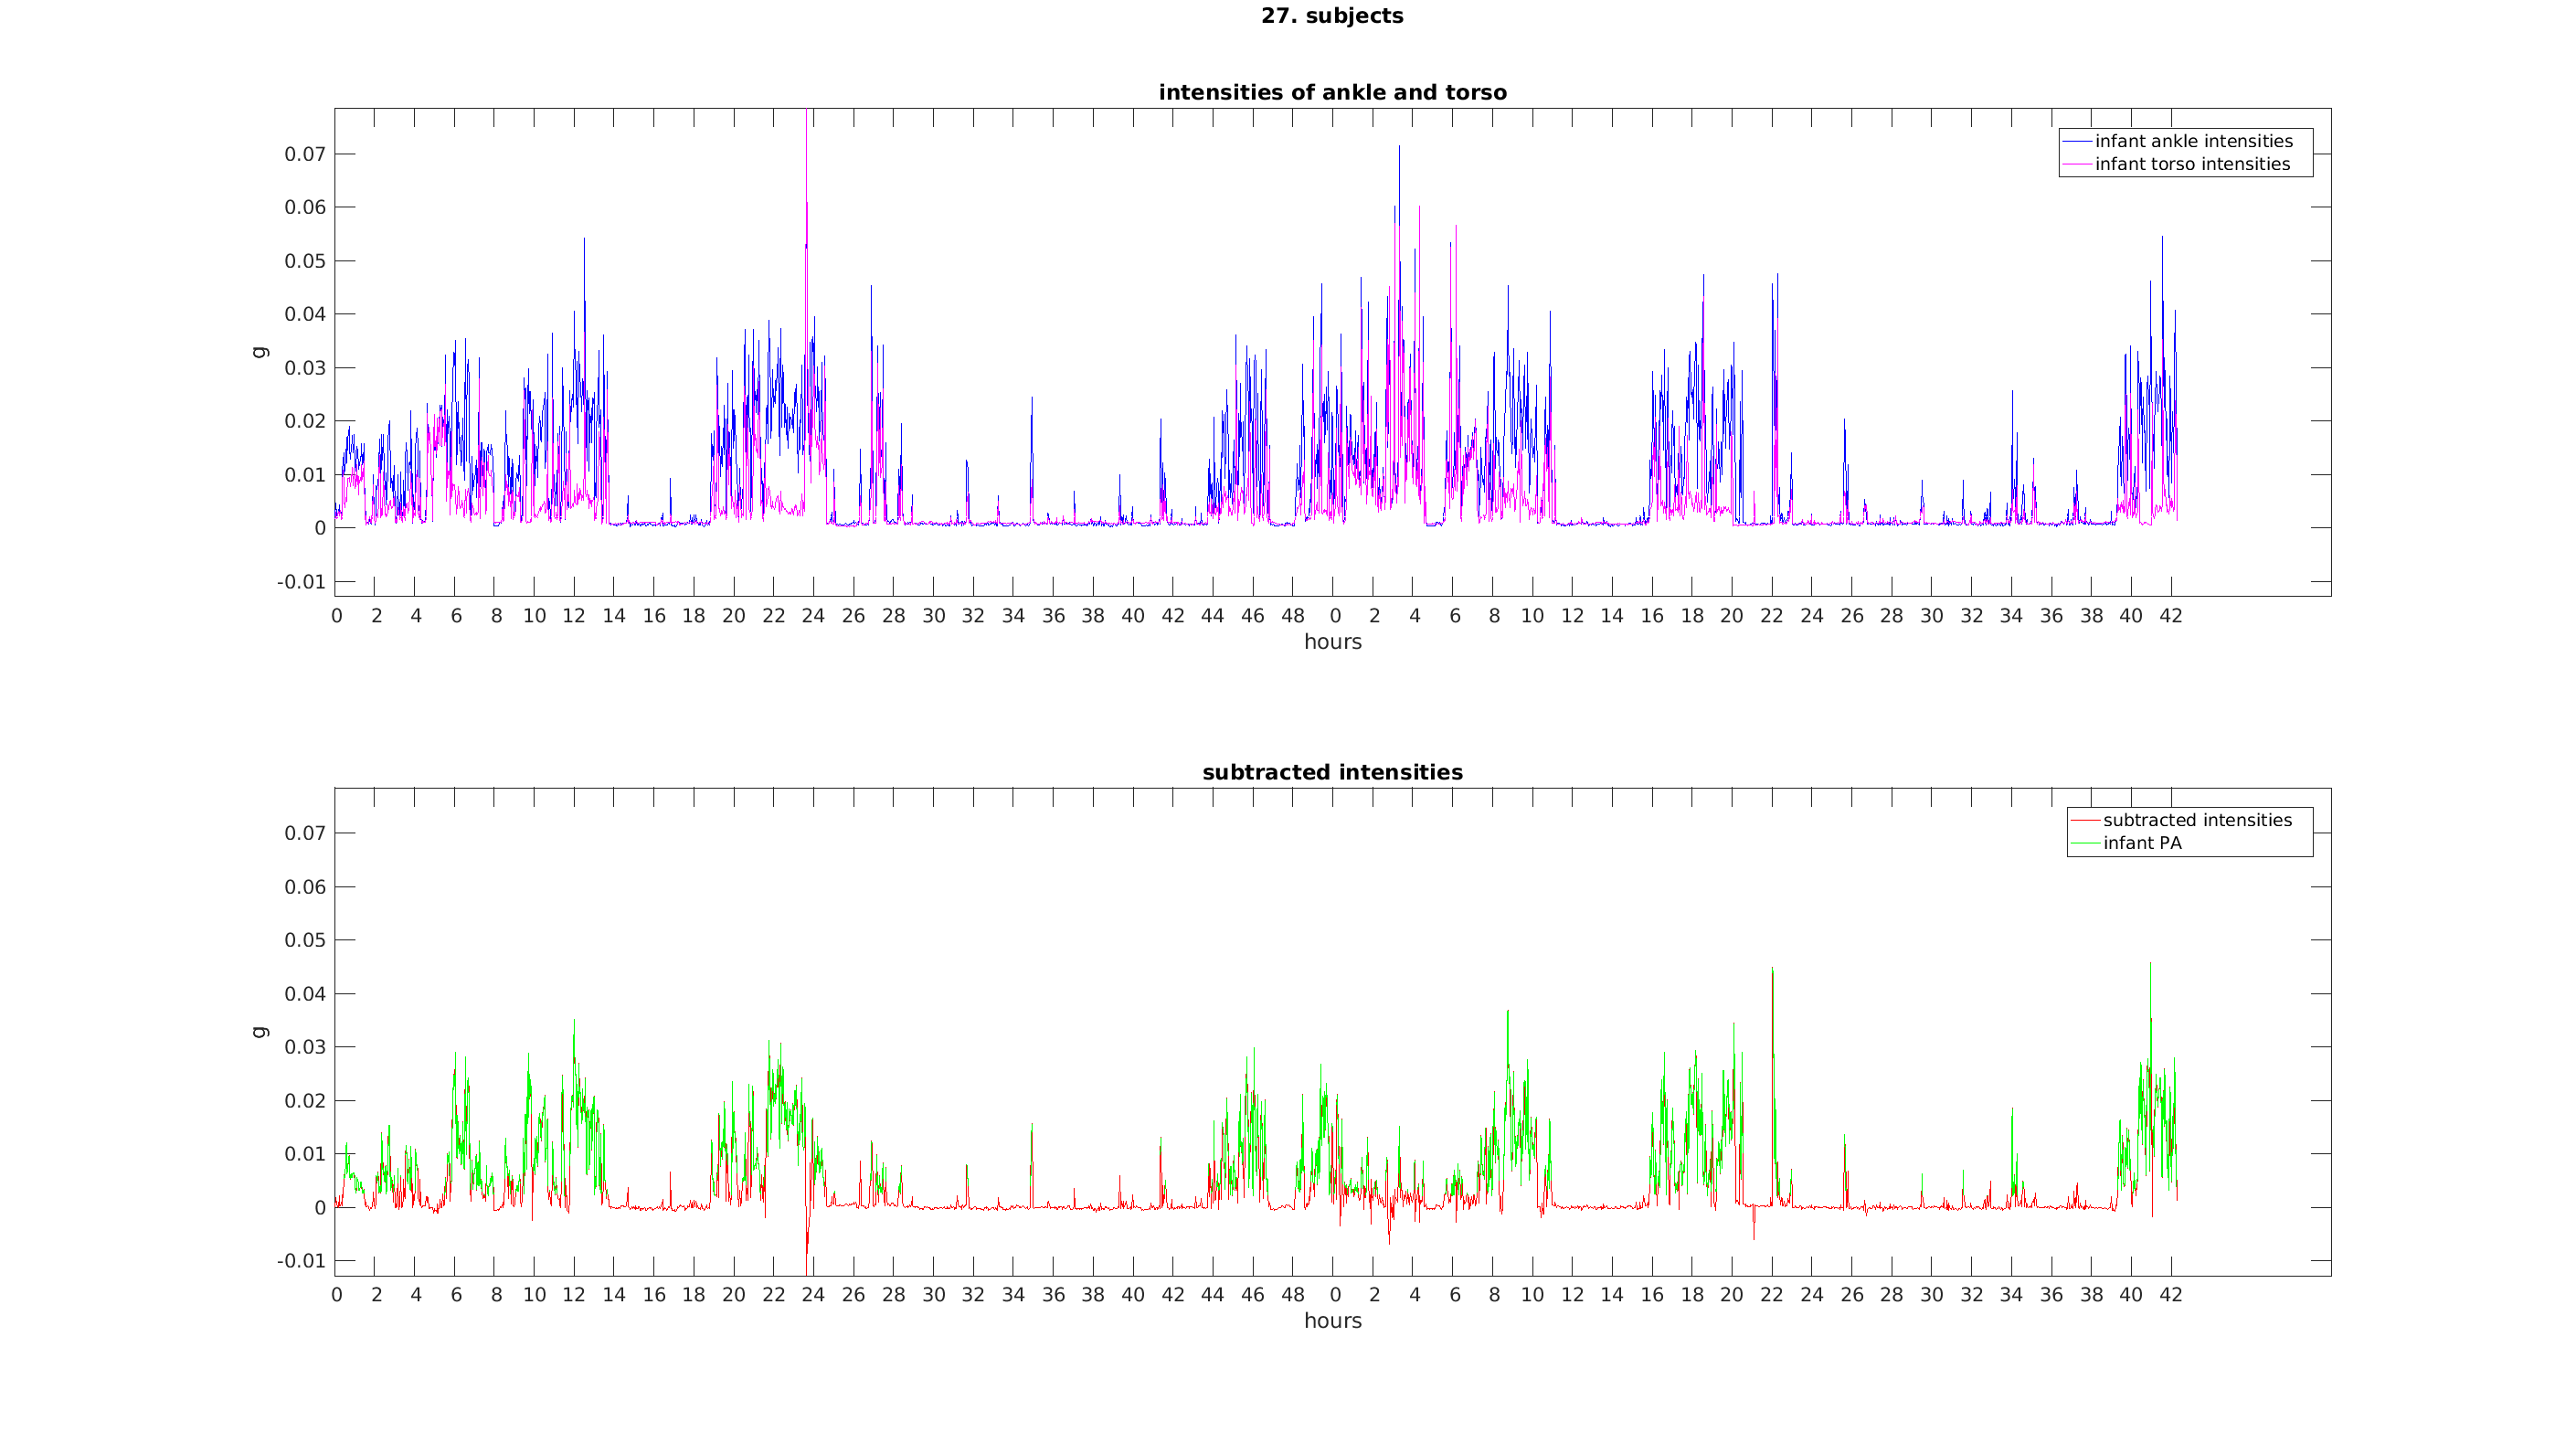 27. subjects
intensities of ankle and torso
infant ankle intensities
infant torso intensities
0.07
0.06
0.05
0.04
0.03
0.02
0.01
0
-0.01
g
0 2 4 6 8 10 12 14 16 18 20 22 24 26 28 30 32 34 36 38 40 42 44 46 48 0 2 4 6 8 10 12 14 16 18 20 22 24 26 28 30 32 34 36 38 40 42
hours
subtracted intensities
subtracted intensities
infant PA
0.07
0.06
0.05
0.04
0.03
0.02
0.01
0
-0.01
g
0 2 4 6 8 10 12 14 16 18 20 22 24 26 28 30 32 34 36 38 40 42 44 46 48 0 2 4 6 8 10 12 14 16 18 20 22 24 26 28 30 32 34 36 38 40 42
hours